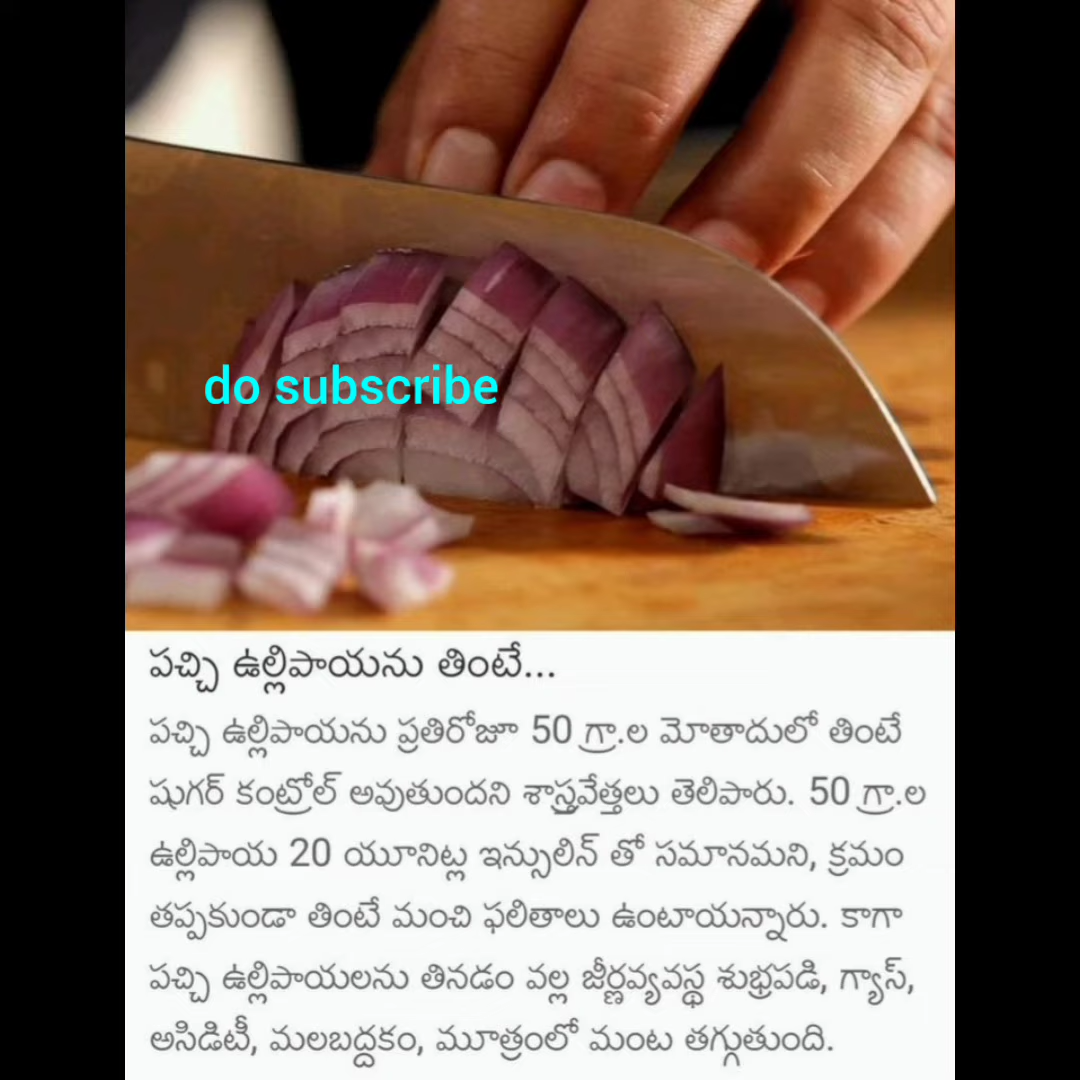 do subscribe
పచ్చి ఉల్లిపాయను తింటే...
పచ్చి ఉల్లిపాయను ప్రతిరోజూ 50 గ్రా.ల మోతాదులో తింటే
షుగర్ కంట్రోల్ అవుతుందని శాస్త్రవేత్తలు తెలిపారు. 50 గ్రా.ల
ఉల్లిపాయ 20 యూనిట్ల ఇన్సులిన్ తో సమానమని, క్రమం
తప్పకుండా తింటే మంచి ఫలితాలు ఉంటాయన్నారు. కాగా
పచ్చి ఉల్లిపాయలను తినడం వల్ల జీర్ణవ్యవస్థ శుభ్రపడి, గ్యాస్,
అసిడిటీ, మలబద్దకం, మూత్రంలో మంట తగ్గుతుంది.